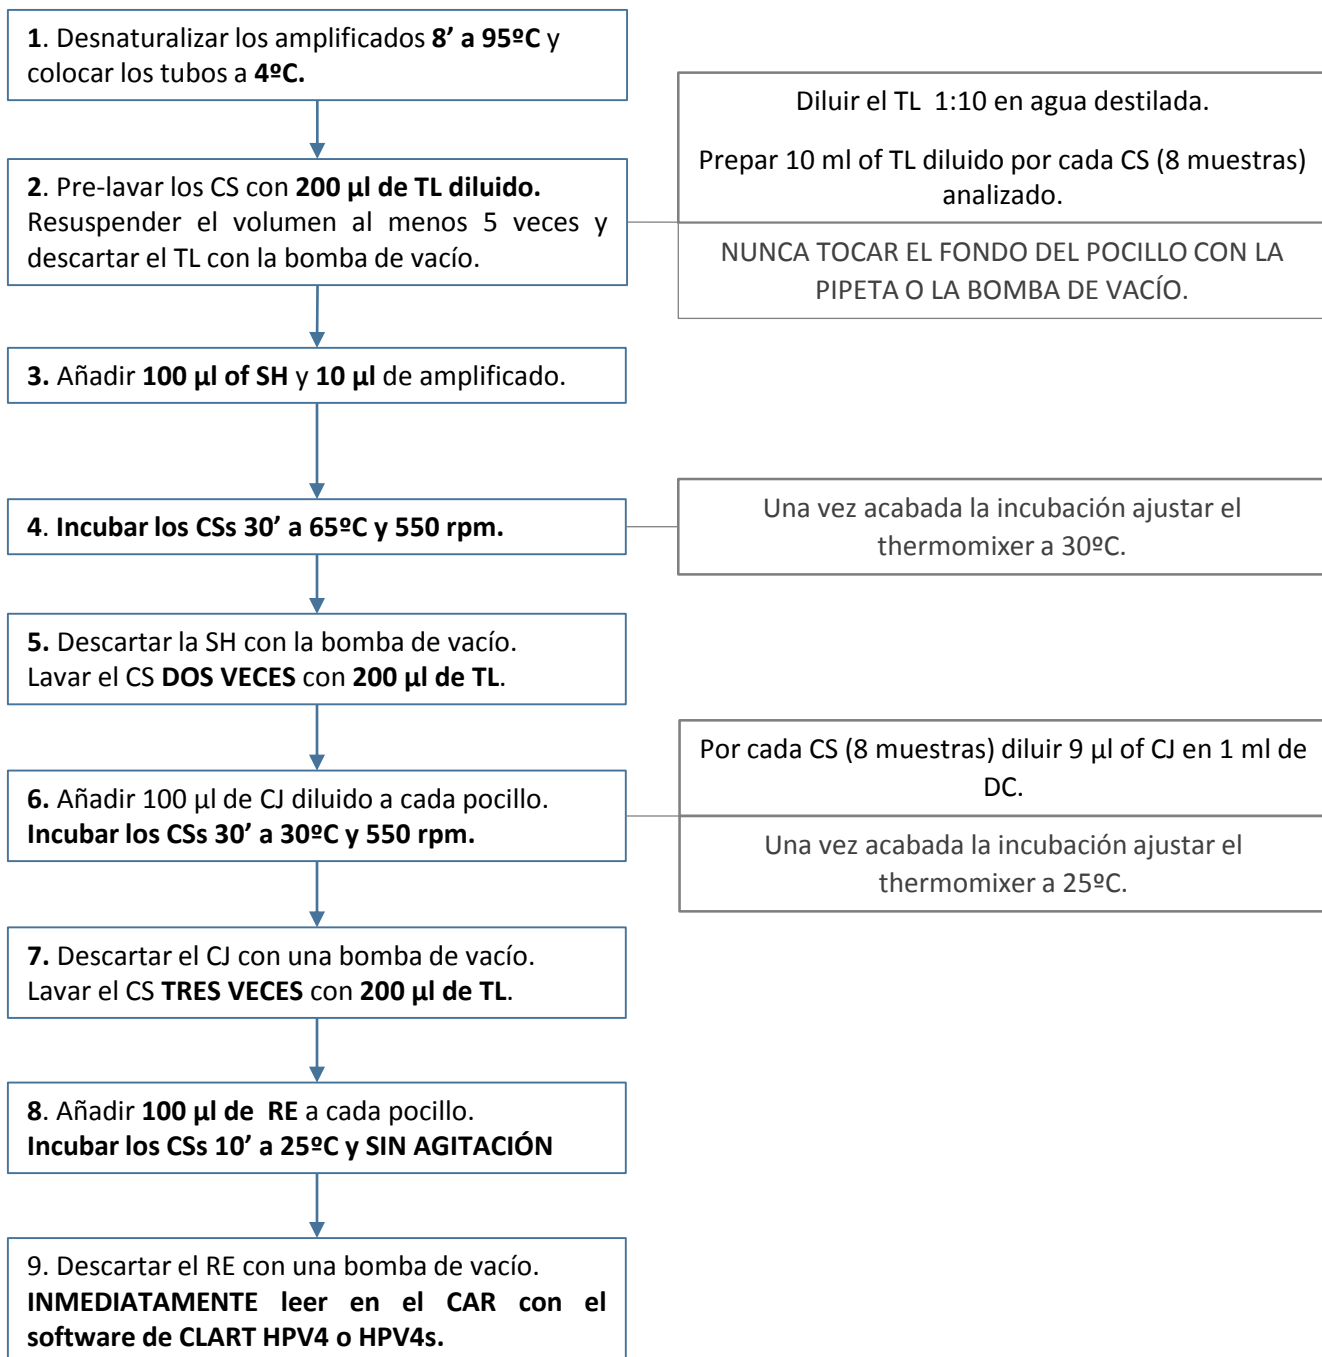 1. Desnaturalizar los amplificados 8’ a 95ºC y
colocar los tubos a 4ºC.
Diluir el TL 1:10 en agua destilada.
Prepar 10 ml of TL diluido por cada CS (8 muestras)
analizado.
2. Pre-lavar los CS con 200 µl de TL diluido.
Resuspender el volumen al menos 5 veces y
descartar el TL con la bomba de vacío.
NUNCA TOCAR EL FONDO DEL POCILLO CON LA
PIPETA O LA BOMBA DE VACÍO.
3. Añadir 100 µl of SH y 10 µl de amplificado.
4. Incubar los CSs 30’ a 65ºC y 550 rpm.
Una vez acabada la incubación ajustar el
thermomixer a 30ºC.
5. Descartar la SH con la bomba de vacío.
Lavar el CS DOS VECES con 200 µl de TL.
6. Añadir 100 µl de CJ diluido a cada pocillo.
Incubar los CSs 30’ a 30ºC y 550 rpm.
Por cada CS (8 muestras) diluir 9 µl of CJ en 1 ml de
DC.
Una vez acabada la incubación ajustar el
thermomixer a 25ºC.
7. Descartar el CJ con una bomba de vacío.
Lavar el CS TRES VECES con 200 µl de TL.
8. Añadir 100 µl de RE a cada pocillo.
Incubar los CSs 10’ a 25ºC y SIN AGITACIÓN
9. Descartar el RE con una bomba de vacío.
INMEDIATAMENTE leer en el CAR con el
software de CLART HPV4 o HPV4s.